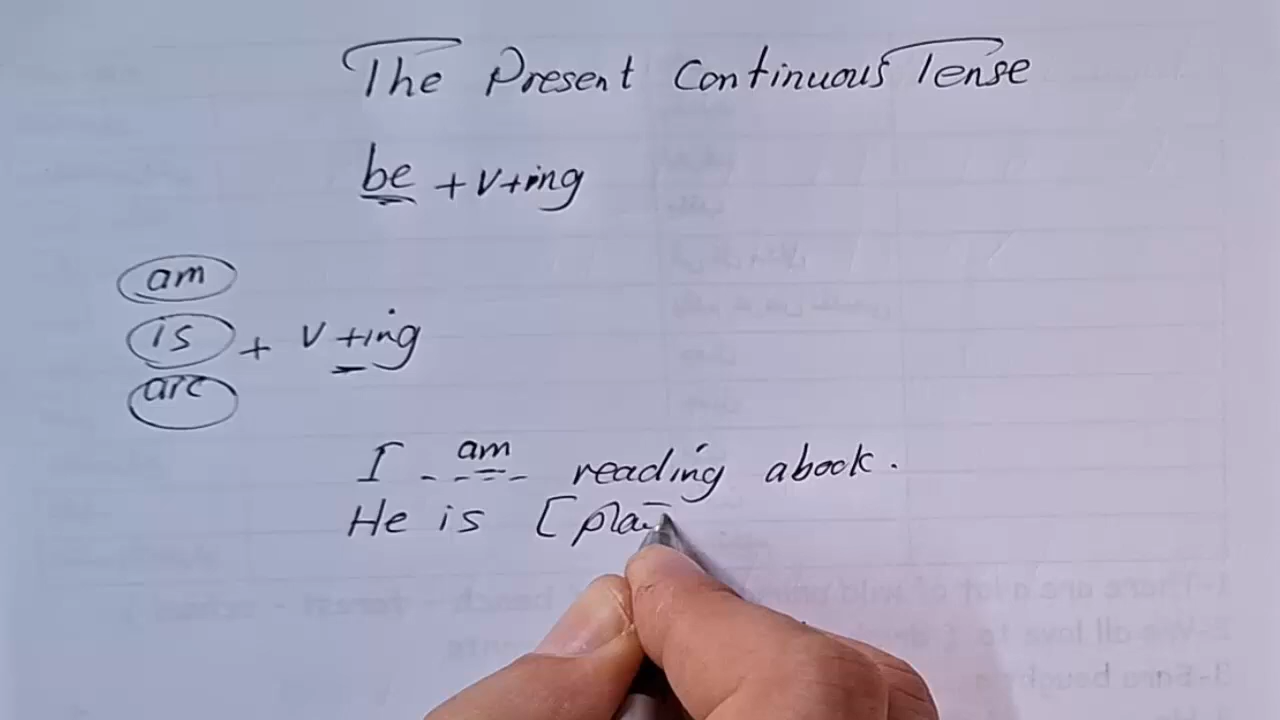 The Present Continuous Tense
be + v+ing
am
is + v+ing
are
I - am - reading abook.
He is [pla